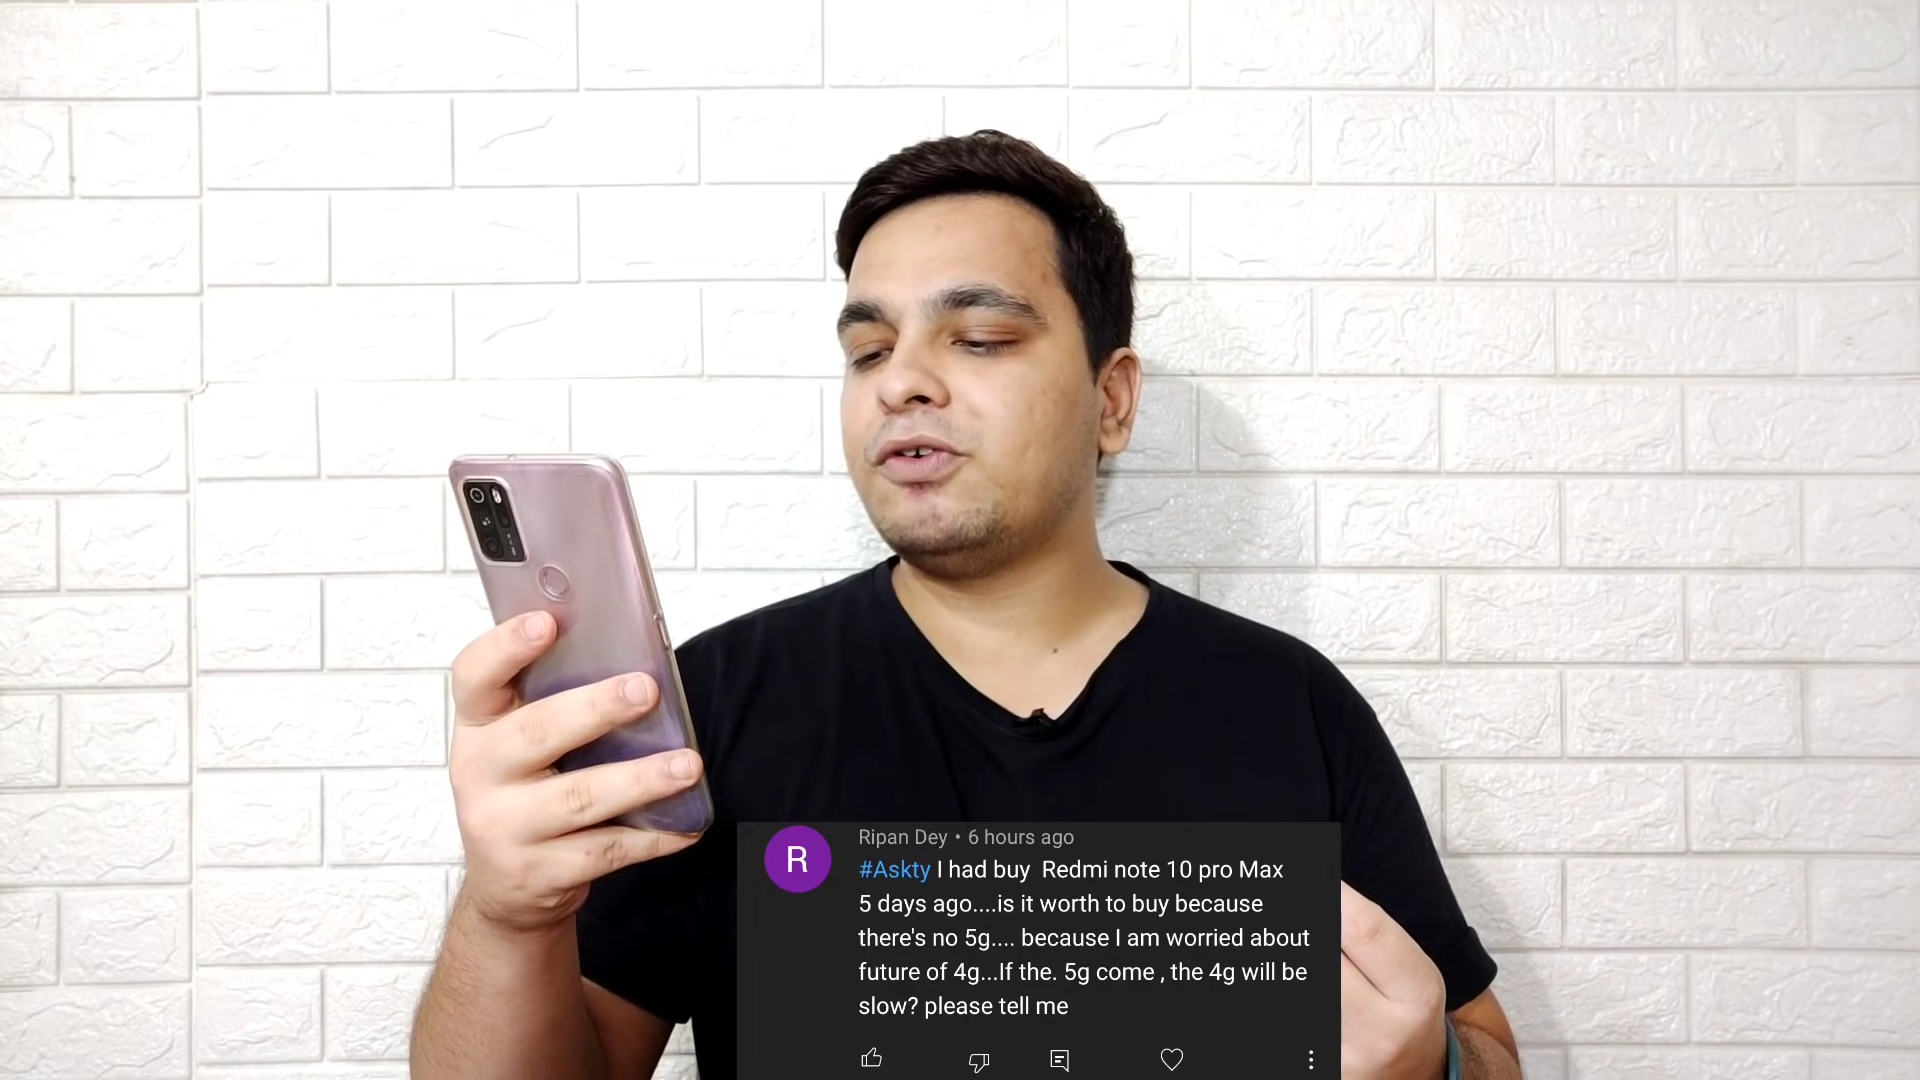 R
Ripan Dey • 6 hours ago
#Askty I had buy  Redmi note 10 pro Max
5 days ago....is it worth to buy because
there's no 5g.... because I am worried about
future of 4g...If the. 5g come , the 4g will be
slow? please tell me